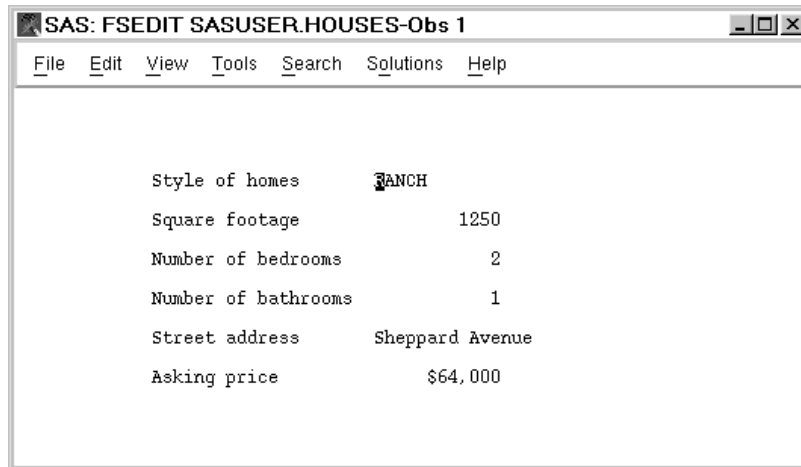 SAS: FSEDIT SASUSER.HOUSES-Obs 1
File Edit View Tools Search Solutions Help
Style of homes RANCH
Square footage 1250
Number of bedrooms 2
Number of bathrooms 1
Street address Sheppard Avenue
Asking price $64,000